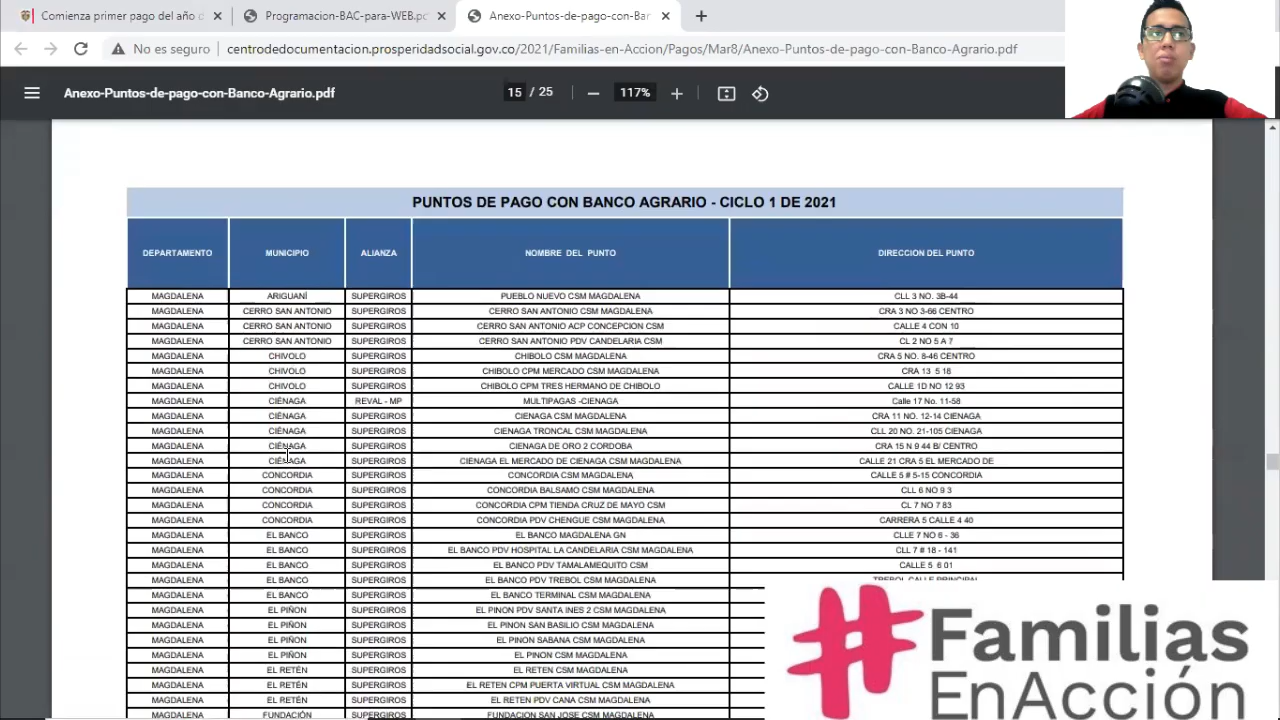 Comienza primer pago del año d
Programacion-BAC-para-WEB.pd
Anexo-Puntos-de-pago-con-Ban
No es seguro
centrodedocumentacion.prosperidadsocial.gov.co/2021/Familias-en-Accion/Pagos/Mar8/Anexo-Puntos-de-pago-con-Banco-Agrario.pdf
Anexo-Puntos-de-pago-con-Banco-Agrario.pdf
15 / 25
117%
PUNTOS DE PAGO CON BANCO AGRARIO - CICLO 1 DE 2021
DEPARTAMENTO MUNICIPIO ALIANZA NOMBRE DEL PUNTO DIRECCION DEL PUNTO
MAGDALENA ARIGUANÍ SUPERGIROS PUEBLO NUEVO CSM MAGDALENA CLL 3 NO. 3B-44
MAGDALENA CERRO SAN ANTONIO SUPERGIROS CERRO SAN ANTONIO CSM MAGDALENA CRA 3 NO 3-66 CENTRO
MAGDALENA CERRO SAN ANTONIO SUPERGIROS CERRO SAN ANTONIO ACP CONCEPCION CSM CALLE 4 CON 10
MAGDALENA CERRO SAN ANTONIO SUPERGIROS CERRO SAN ANTONIO PDV CANDELARIA CSM CL 2 NO 5 A 7
MAGDALENA CHIVOLO SUPERGIROS CHIBOLO CSM MAGDALENA CRA 5 NO. 8-46 CENTRO
MAGDALENA CHIVOLO SUPERGIROS CHIBOLO CPM MERCADO CSM MAGDALENA CRA 13 5 18
MAGDALENA CHIVOLO SUPERGIROS CHIBOLO CPM TRES HERMANO DE CHIBOLO CALLE 1D NO 12 93
MAGDALENA CIÉNAGA REVAL - MP MULTIPAGAS -CIENAGA Calle 17 No. 11-58
MAGDALENA CIÉNAGA SUPERGIROS CIENAGA CSM MAGDALENA CRA 11 NO. 12-14 CIENAGA
MAGDALENA CIÉNAGA SUPERGIROS CIENAGA TRONCAL CSM MAGDALENA CLL 20 NO. 21-105 CIENAGA
MAGDALENA CIÉNAGA SUPERGIROS CIENAGA DE ORO 2 CORDOBA CRA 15 N 9 44 B/ CENTRO
MAGDALENA CIÉNAGA SUPERGIROS CIENAGA EL MERCADO DE CIENAGA CSM MAGDALENA CALLE 21 CRA 5 EL MERCADO DE
MAGDALENA CONCORDIA SUPERGIROS CONCORDIA CSM MAGDALENA CALLE 5 # 5-15 CONCORDIA
MAGDALENA CONCORDIA SUPERGIROS CONCORDIA BALSAMO CSM MAGDALENA CLL 6 NO 9 3
MAGDALENA CONCORDIA SUPERGIROS CONCORDIA CPM TIENDA CRUZ DE MAYO CSM CL 7 NO 7 83
MAGDALENA CONCORDIA SUPERGIROS CONCORDIA PDV CHENGUE CSM MAGDALENA CARRERA 5 CALLE 4 40
MAGDALENA EL BANCO SUPERGIROS EL BANCO MAGDALENA GN CLLE 7 NO 6 - 36
MAGDALENA EL BANCO SUPERGIROS EL BANCO PDV HOSPITAL LA CANDELARIA CSM MAGDALENA CLL 7 # 18 - 141
MAGDALENA EL BANCO SUPERGIROS EL BANCO PDV TAMALAMEQUITO CSM CALLE 5 6 01
MAGDALENA EL BANCO SUPERGIROS EL BANCO PDV TREBOL CSM MAGDALENA TREBOL CALLE PRINCIPAL
MAGDALENA EL BANCO SUPERGIROS EL BANCO TERMINAL CSM MAGDALENA
MAGDALENA EL PIÑON SUPERGIROS EL PINON PDV SANTA INES 2 CSM MAGDALENA
MAGDALENA EL PIÑON SUPERGIROS EL PINON SAN BASILIO CSM MAGDALENA
MAGDALENA EL PIÑON SUPERGIROS EL PINON SABANA CSM MAGDALENA
MAGDALENA EL PIÑON SUPERGIROS EL PINON CSM MAGDALENA
MAGDALENA EL RETÉN SUPERGIROS EL RETEN CSM MAGDALENA
MAGDALENA EL RETÉN SUPERGIROS EL RETEN CPM PUERTA VIRTUAL CSM MAGDALENA
MAGDALENA EL RETÉN SUPERGIROS EL RETEN PDV CANA CSM MAGDALENA
MAGDALENA FUNDACIÓN SUPERGIROS FUNDACION SAN JOSE CSM MAGDALENA
#Familias
EnAcción